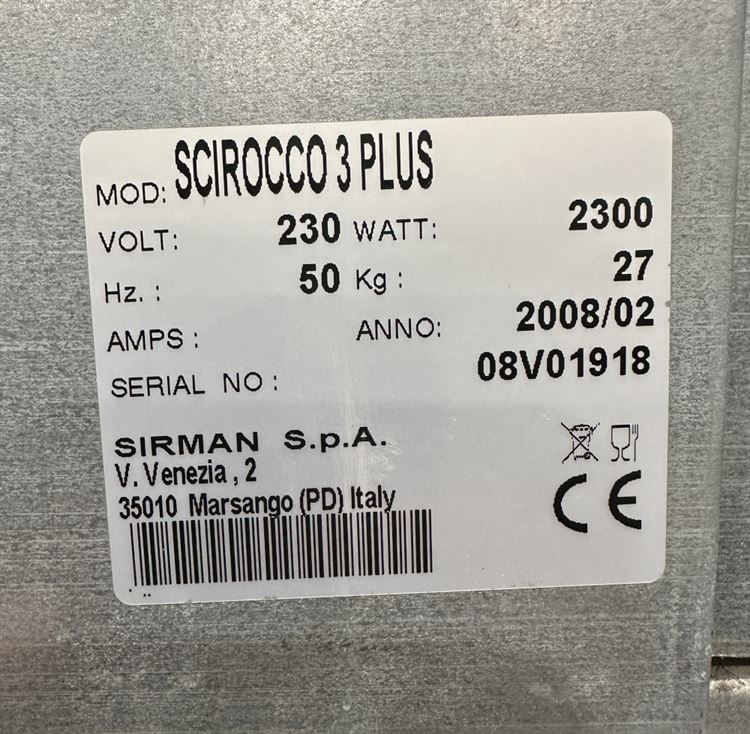 MOD: SCIROCCO 3 PLUS
VOLT: 230 WATT: 2300
Hz. : 50 Kg : 27
AMPS : ANNO: 2008/02
SERIAL NO : 08V01918
SIRMAN S.p.A.
V. Venezia , 2
35010 Marsango (PD) Italy
CE